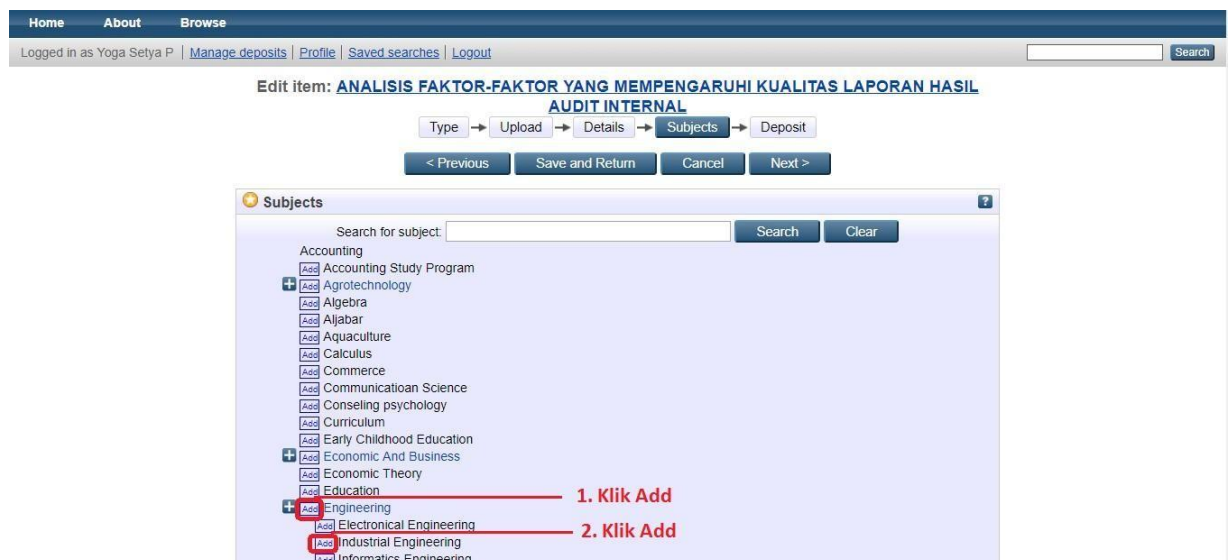 Home About Browse
Logged in as Yoga Setya P | Manage deposits | Profile | Saved searches | Logout Search
Edit item: ANALISIS FAKTOR-FAKTOR YANG MEMPENGARUHI KUALITAS LAPORAN HASIL
AUDIT INTERNAL
Type → Upload → Details → Subjects → Deposit
< Previous Save and Return Cancel Next >
Subjects ?
Search for subject: Search Clear
Accounting
Add Accounting Study Program
+ Add Agrotechnology
Add Algebra
Add Aljabar
Add Aquaculture
Add Calculus
Add Commerce
Add Communicatioan Science
Add Conseling psychology
Add Curriculum
Add Early Childhood Education
+ Add Economic And Business
Add Economic Theory
Add Education
1. Klik Add
+ Add Engineering
Add Electronical Engineering
2. Klik Add
Add Industrial Engineering
Add Informatics Engineering